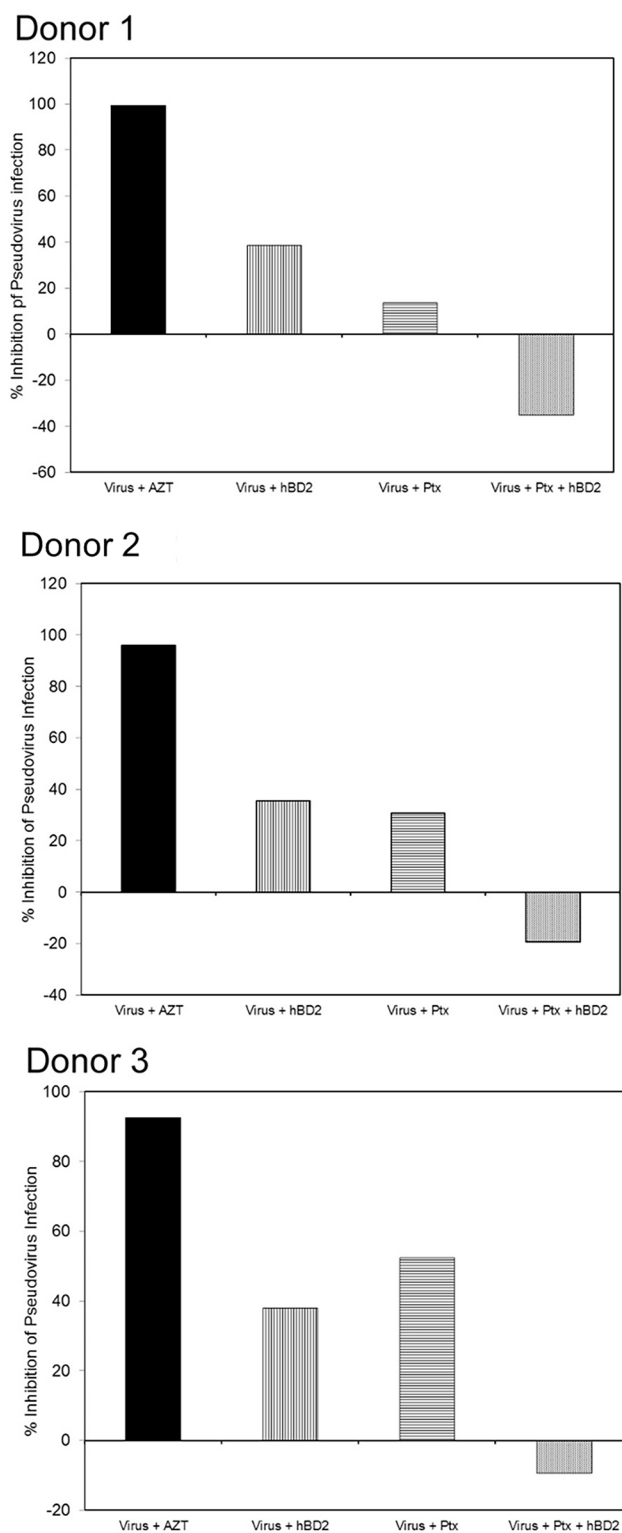 Donor 1
% Inhibition pf Pseudovirus infection
120
100
80
60
40
20
0
-20
-40
-60
Virus + AZT Virus + hBD2 Virus + Ptx Virus + Ptx + hBD2
Donor 2
% Inhibition of Pseudovirus Infection
120
100
80
60
40
20
0
-20
-40
Virus + AZT Virus + hBD2 Virus + Ptx Virus + Ptx + hBD2
Donor 3
% Inhibition of Pseudovirus Infection
100
80
60
40
20
0
-20
Virus + AZT Virus + hBD2 Virus + Ptx Virus + Ptx + hBD2